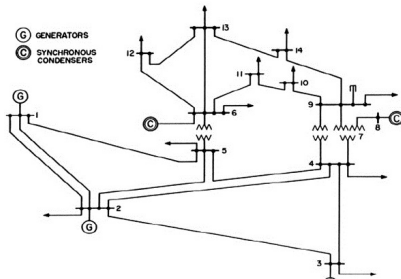 G GENERATORS
C SYNCHRONOUS
CONDENSERS
13
14
12
11
10
9
G
1
C
6
C
8
7
5
4
2
G
3